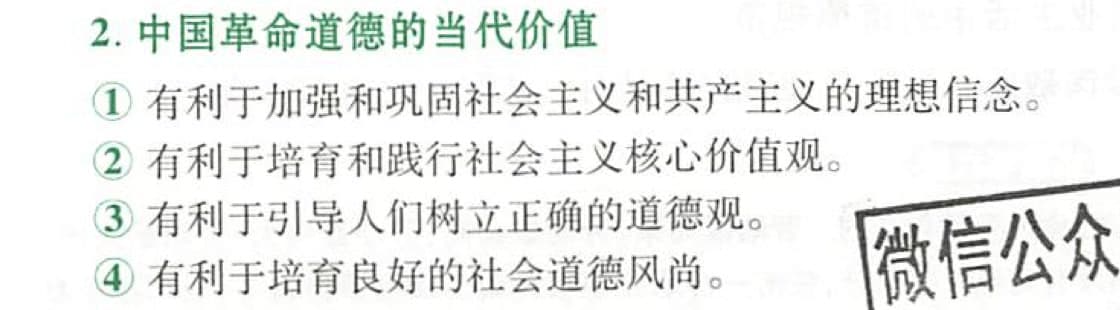 2. 中国革命道德的当代价值
① 有利于加强和巩固社会主义和共产主义的理想信念。
② 有利于培育和践行社会主义核心价值观。
③ 有利于引导人们树立正确的道德观。
④ 有利于培育良好的社会道德风尚。
微信公众